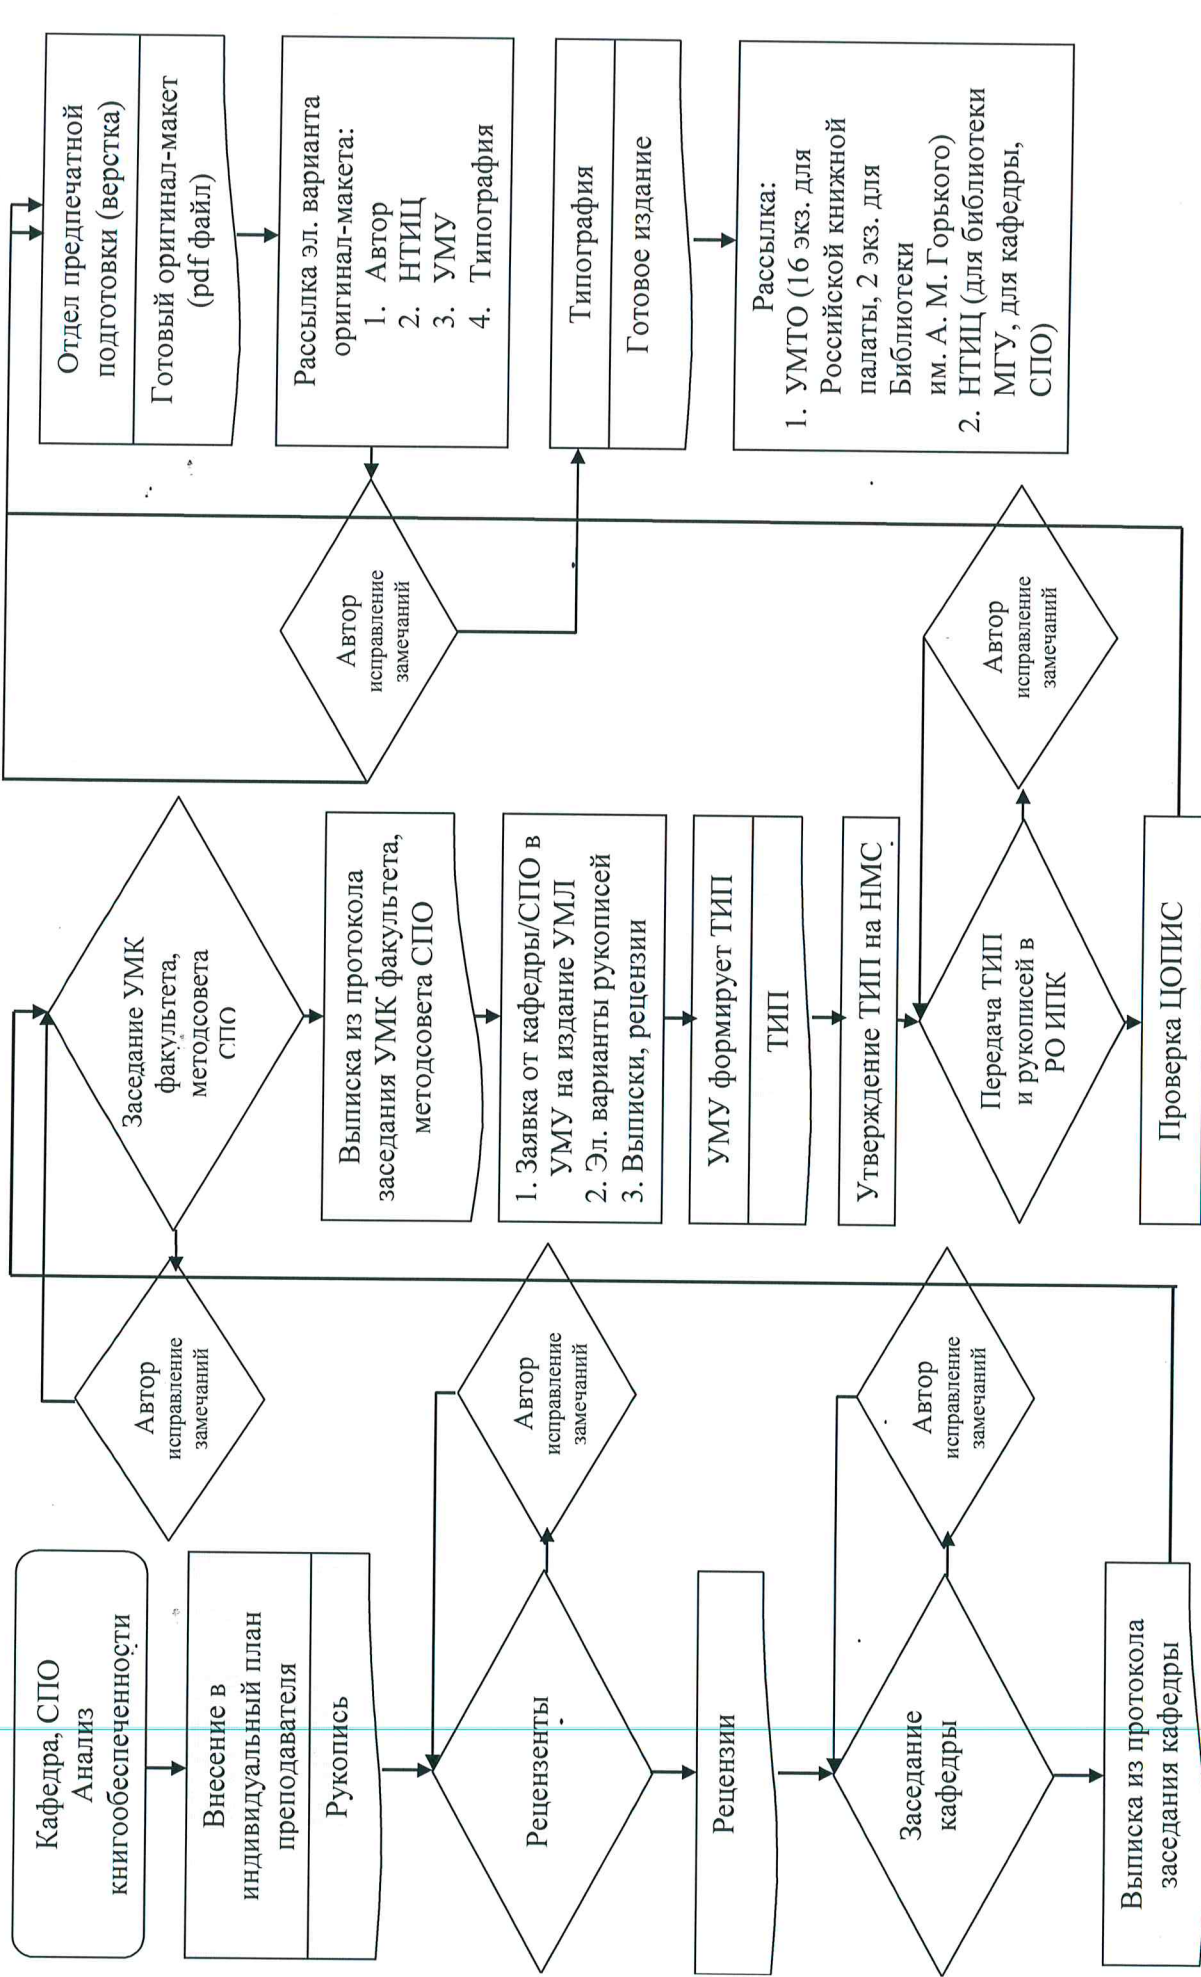 Кафедра, СПО
Анализ
книгообеспеченности
Внесение в
индивидуальный план
преподавателя
Рукопись
Рецензенты
Рецензии
Заседание
кафедры
Выписка из протокола
заседания кафедры
Автор
исправление
замечаний
Автор
исправление
замечаний
Автор
исправление
замечаний
Заседание УМК
факультета,
методсовета
СПО
Выписка из протокола
заседания УМК факультета,
методсовета СПО
1. Заявка от кафедры/СПО в
УМУ на издание УМЛ
2. Эл. варианты рукописей
3. Выписки, рецензии
УМУ формирует ТИП
ТИП
Утверждение ТИП на НМС
Передача ТИП
и рукописей в
РО ИПК
Проверка ЦОПИС
Автор
исправление
замечаний
Автор
исправление
замечаний
Отдел предпечатной
подготовки (верстка)
Готовый оригинал-макет
(pdf файл)
Рассылка эл. варианта
оригинал-макета:
1. Автор
2. НТИЦ
3. УМУ
4. Типография
Типография
Готовое издание
Рассылка:
1. УМТО (16 экз. для
Российской книжной
палаты, 2 экз. для
Библиотеки
им. А. М. Горького)
2. НТИЦ (для библиотеки
МГУ, для кафедры,
СПО)